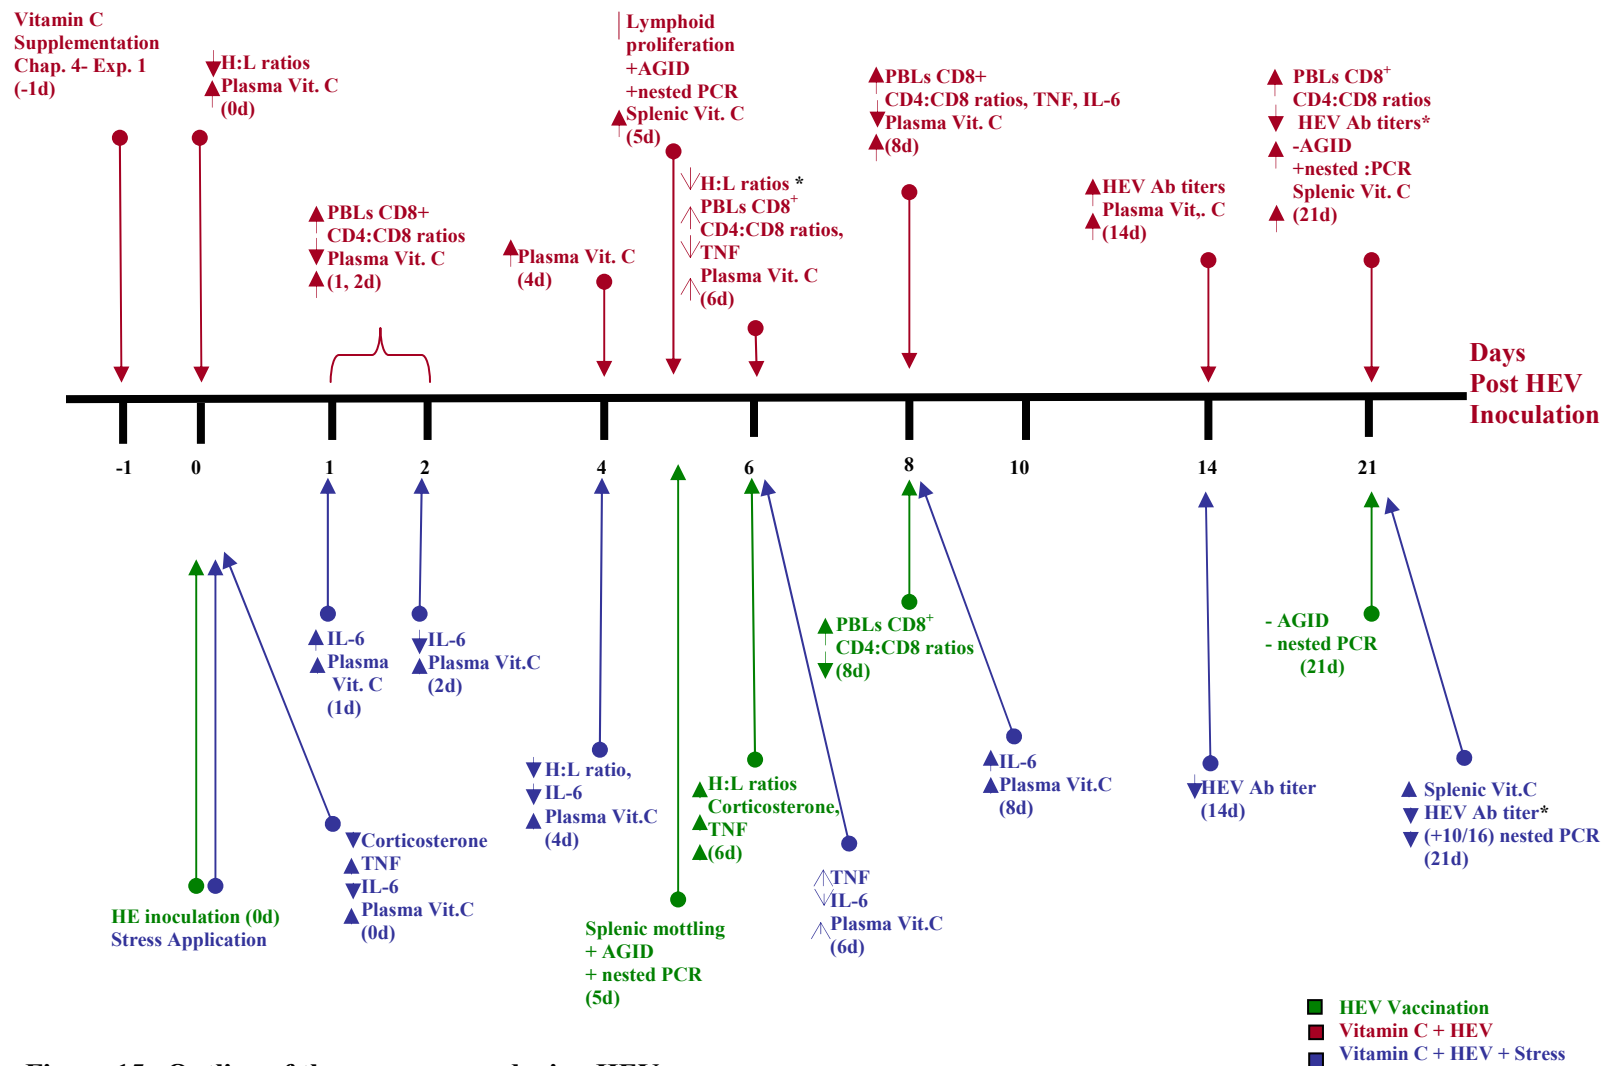 Vitamin C
Supplementation
Chap. 4- Exp. 1
(-1d)
H:L ratios
Plasma Vit. C
(0d)
PBLs CD8+
CD4:CD8 ratios
Plasma Vit. C
(1, 2d)
Plasma Vit. C
(4d)
Lymphoid
proliferation
+AGID
+nested PCR
Splenic Vit. C
(5d)
H:L ratios *
PBLs CD8+
CD4:CD8 ratios,
TNF
Plasma Vit. C
(6d)
PBLs CD8+
CD4:CD8 ratios, TNF, IL-6
Plasma Vit. C
(8d)
HEV Ab titers
Plasma Vit,. C
(14d)
PBLs CD8+
CD4:CD8 ratios
HEV Ab titers*
-AGID
+nested :PCR
Splenic Vit. C
(21d)
Days
Post HEV
Inoculation
-1 0 1 2 4 6 8 10 14 21
HE inoculation (0d)
Stress Application
Corticosterone
TNF
IL-6
Plasma Vit.C
(0d)
IL-6
Plasma
Vit. C
(1d)
IL-6
Plasma Vit.C
(2d)
H:L ratio,
IL-6
Plasma Vit.C
(4d)
Splenic mottling
+ AGID
+ nested PCR
(5d)
H:L ratios
Corticosterone,
TNF
(6d)
TNF
IL-6
Plasma Vit.C
(6d)
PBLs CD8+
CD4:CD8 ratios
(8d)
IL-6
Plasma Vit.C
(8d)
HEV Ab titer
(14d)
- AGID
- nested PCR
(21d)
Splenic Vit.C
HEV Ab titer*
(+10/16) nested PCR
(21d)
HEV Vaccination
Vitamin C + HEV
Vitamin C + HEV + Stress